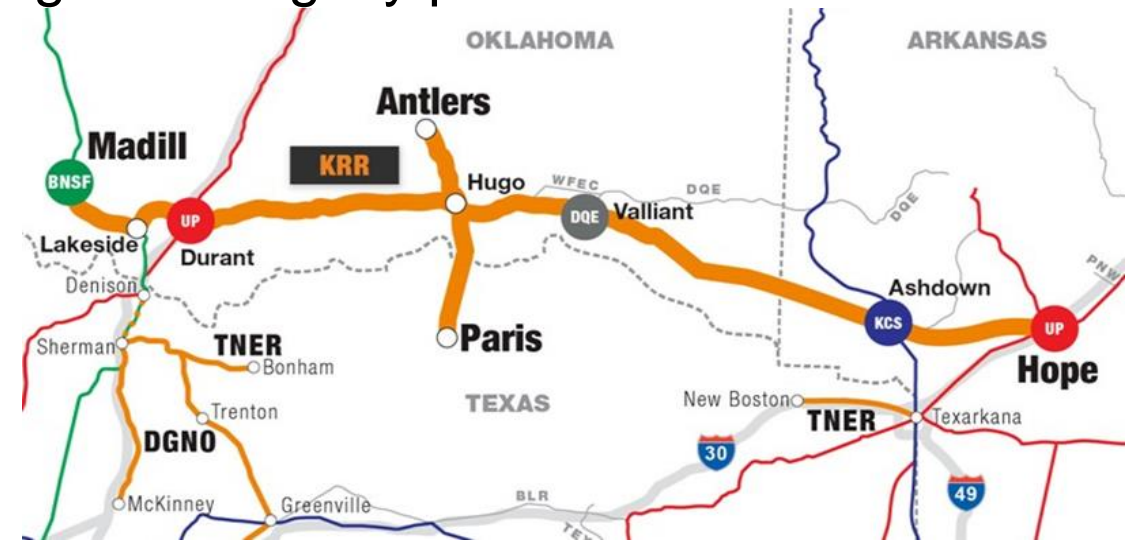 OKLAHOMA
ARKANSAS
Antlers
Madill
KRR
BNSF
Hugo
WFEC
DQE
DQE
Valliant
DQE
UP
Lakeside
Durant
PNW
Denison
Ashdown
KCS
UP
Sherman
TNER
Paris
Bonham
Hope
TEXAS
New Boston
Trenton
TNER
Texarkana
DGNO
30
49
McKinney
Greenville
BLR